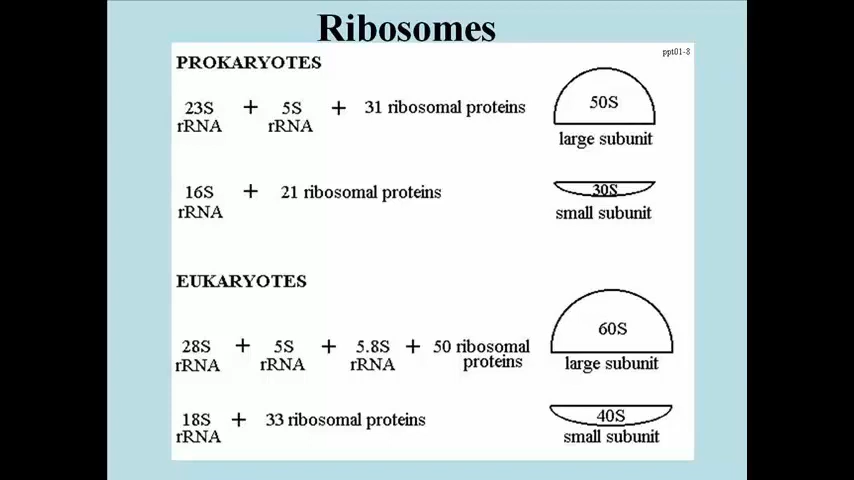 Ribosomes
ppt01-8
PROKARYOTES
23S + 5S + 31 ribosomal proteins
rRNA rRNA
50S
large subunit
16S + 21 ribosomal proteins
rRNA
30S
small subunit
EUKARYOTES
28S + 5S + 5.8S + 50 ribosomal
rRNA rRNA rRNA proteins
60S
large subunit
18S + 33 ribosomal proteins
rRNA
40S
small subunit